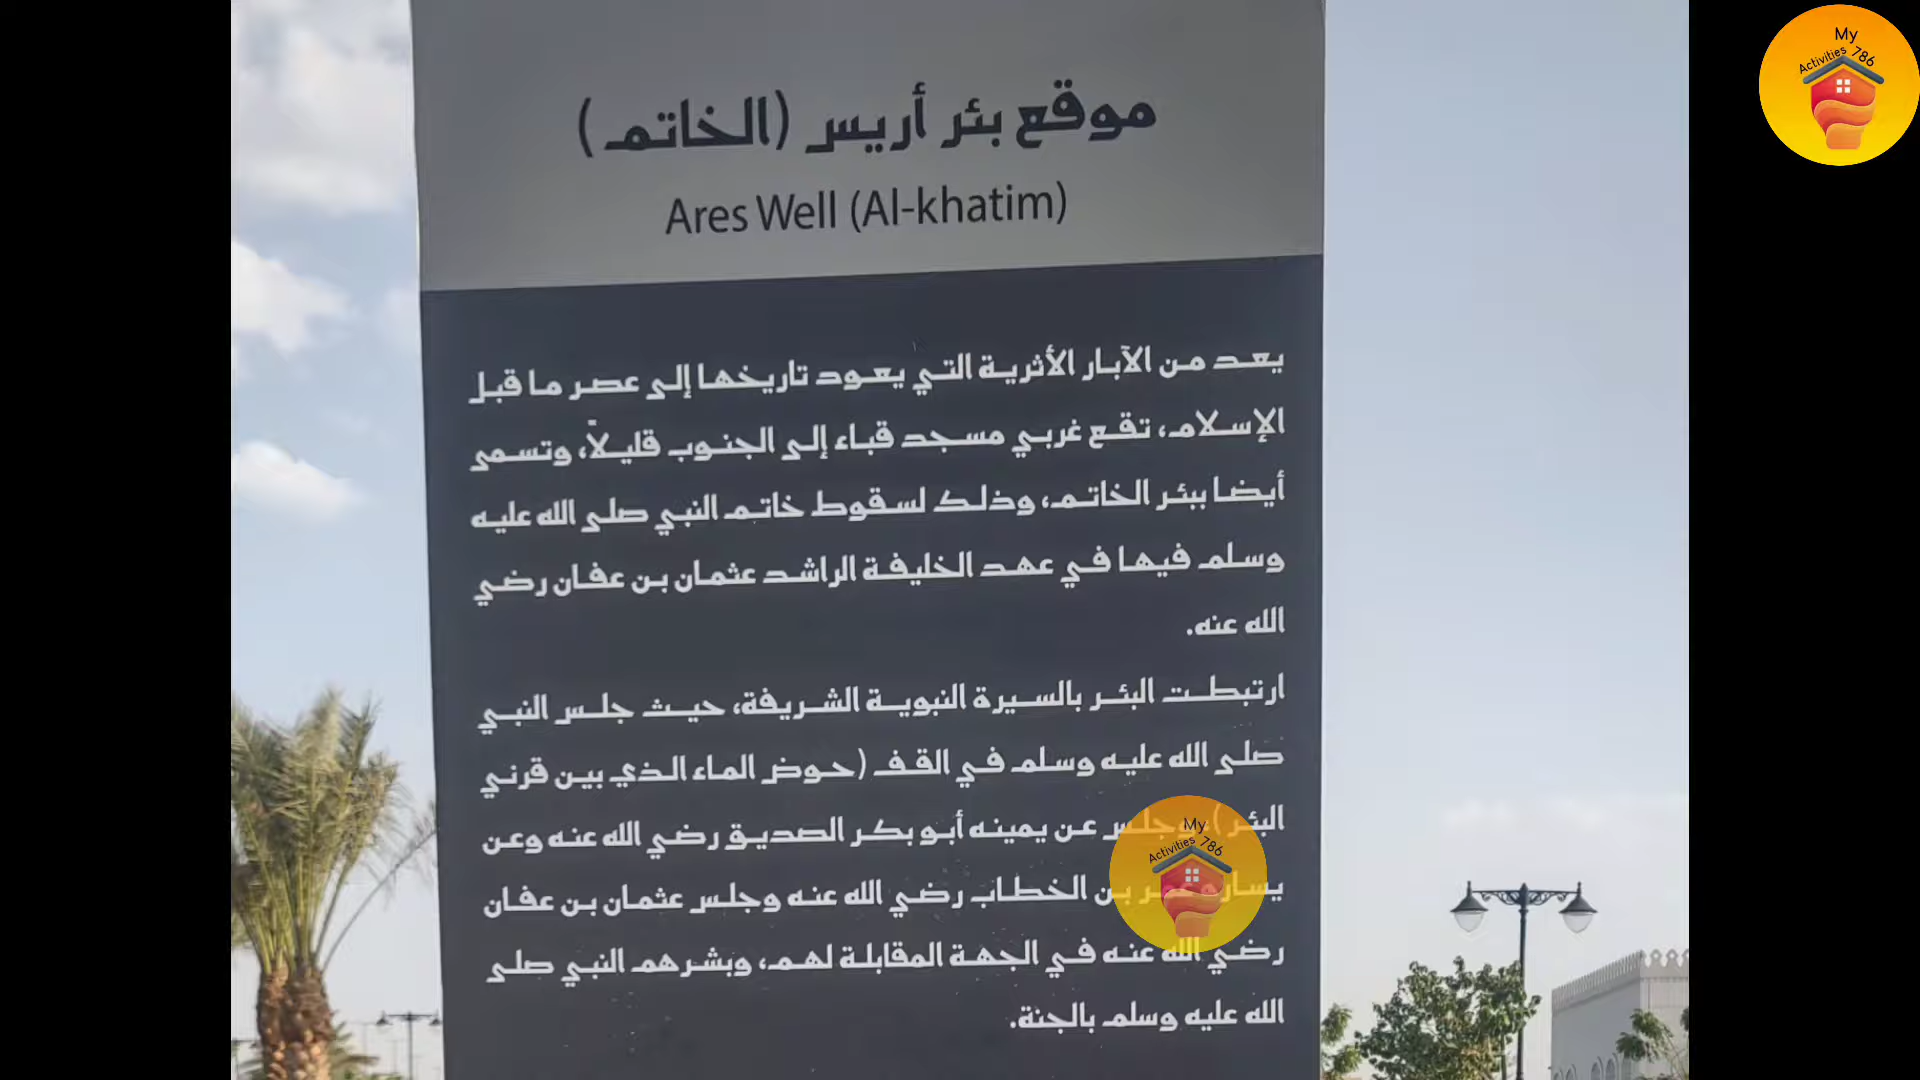 موقع بئر أريس (الخاتم)
Ares Well (Al-khatim)
يعد من الآبار الأثرية التي يعود تاريخها إلى عصر ما قبل
الإسلام، تقع غربي مسجد قباء إلى الجنوب قليلاً، وتسمى
أيضا ببئر الخاتم، وذلك لسقوط خاتم النبي صلى الله عليه
وسلم فيها في عهد الخليفة الراشد عثمان بن عفان رضي
الله عنه.
ارتبطت البئر بالسيرة النبوية الشريفة، حيث جلس النبي
صلى الله عليه وسلم في القف (حوض الماء الذي بين قرني
البئر)، وجلس عن يمينه أبو بكر الصديق رضي الله عنه وعن
يساره عمر بن الخطاب رضي الله عنه وجلس عثمان بن عفان
رضي الله عنه في الجهة المقابلة لهم، وبشرهم النبي صلى
الله عليه وسلم بالجنة.
My
Activities 786
My
Activities 786